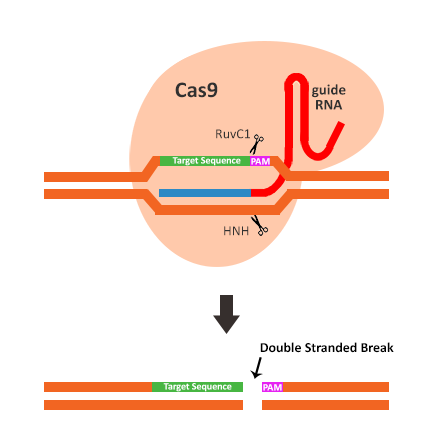 Cas9
guide
RNA
RuvC1
Target Sequence
PAM
HNH
Double Stranded Break
Target Sequence
PAM